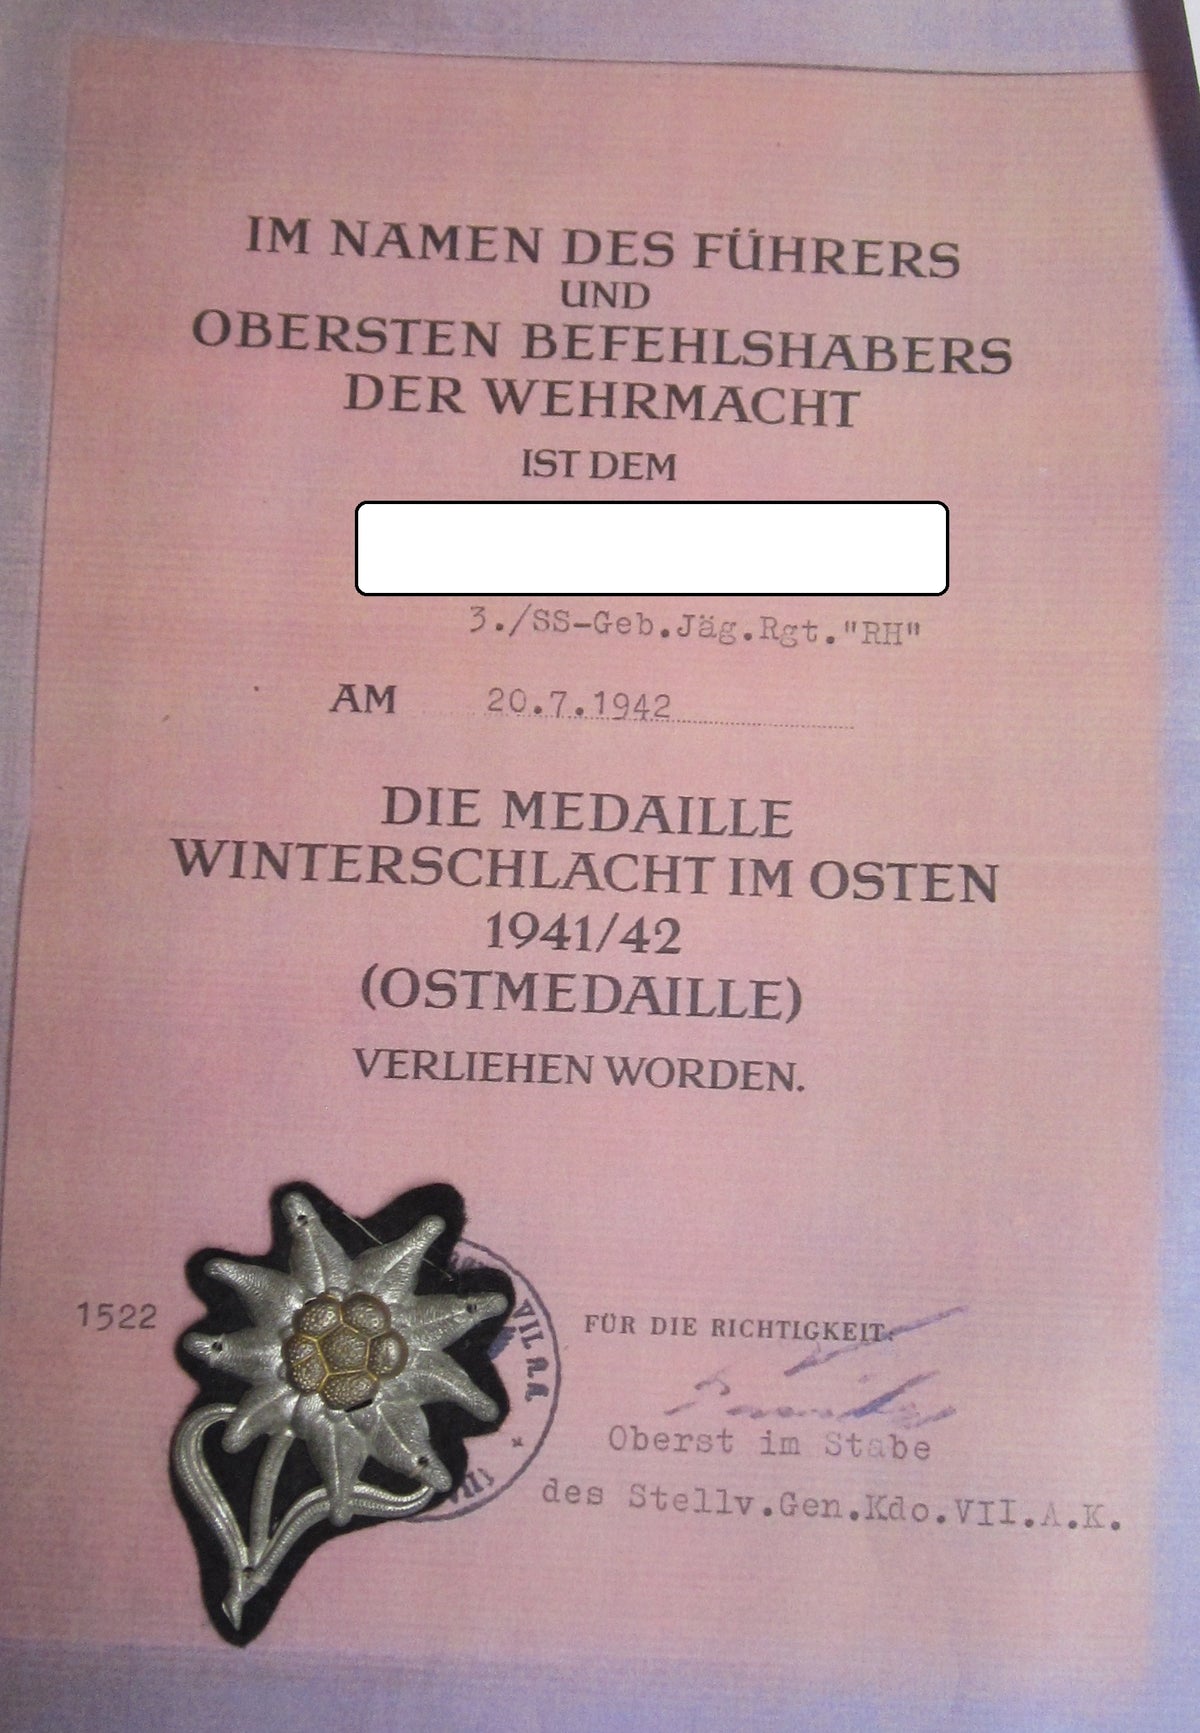 IM NAMEN DES FÜHRERS
UND
OBERSTEN BEFEHLSHABERS
DER WEHRMACHT
IST DEM
3./SS-Geb.Jäg.Rgt."RH"
AM 20.7.1942
DIE MEDAILLE
WINTERSCHLACHT IM OSTEN
1941/42
(OSTMEDAILLE)
VERLIEHEN WORDEN.
1522
VII. A.K.
FÜR DIE RICHTIGKEIT:
Oberst im Stabe
des Stellv.Gen.Kdo.VII.A.K.